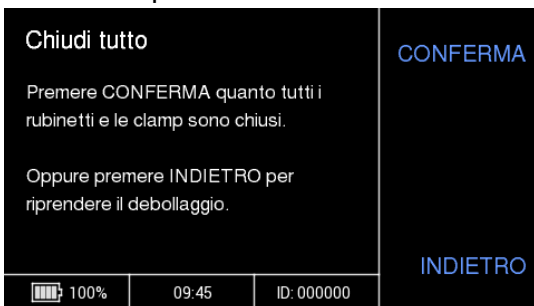 Chiudi tutto
CONFERMA
Premere CONFERMA quanto tutti i
rubinetti e le clamp sono chiusi.
Oppure premere INDIETRO per
riprendere il debollaggio.
INDIETRO
100%
09:45
ID: 000000